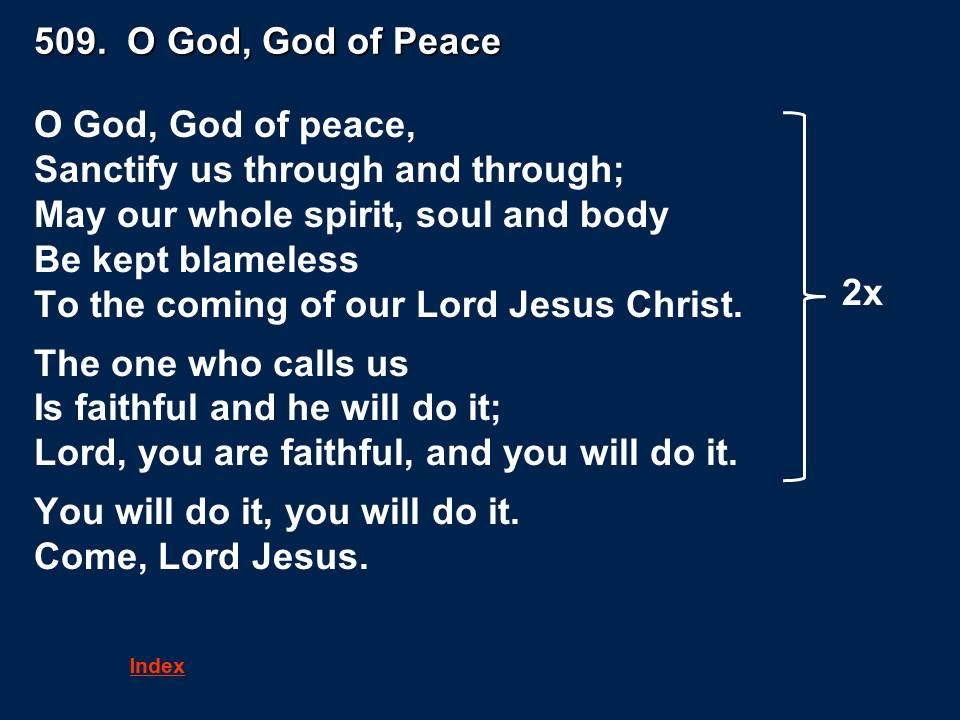 509. O God, God of Peace
O God, God of peace,
Sanctify us through and through;
May our whole spirit, soul and body
Be kept blameless
To the coming of our Lord Jesus Christ.
2x
The one who calls us
Is faithful and he will do it;
Lord, you are faithful, and you will do it.
You will do it, you will do it.
Come, Lord Jesus.
Index